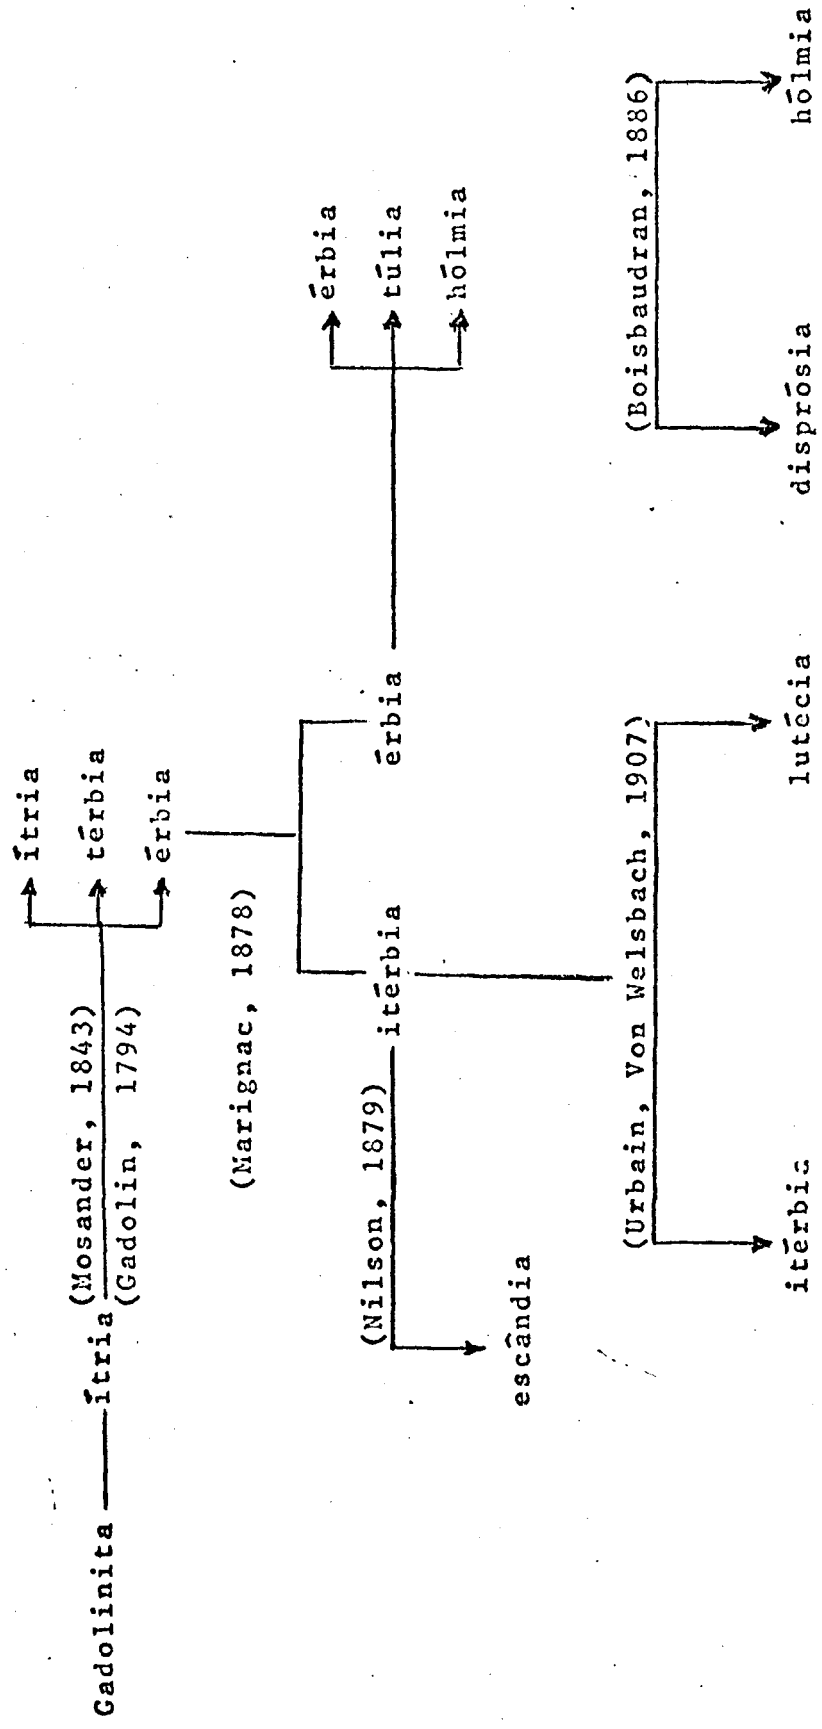 Gadolinita
ítria
(Mosander, 1843)
(Gadolin, 1794)
ítria
térbia
érbia
(Marignac, 1878)
itérbia
érbia
érbia
túlia
hólmia
(Nilson, 1879)
escândia
(Urbain, Von Welsbach, 1907)
itérbia
lutécia
(Boisbaudran, 1886)
disprósia
hólmia